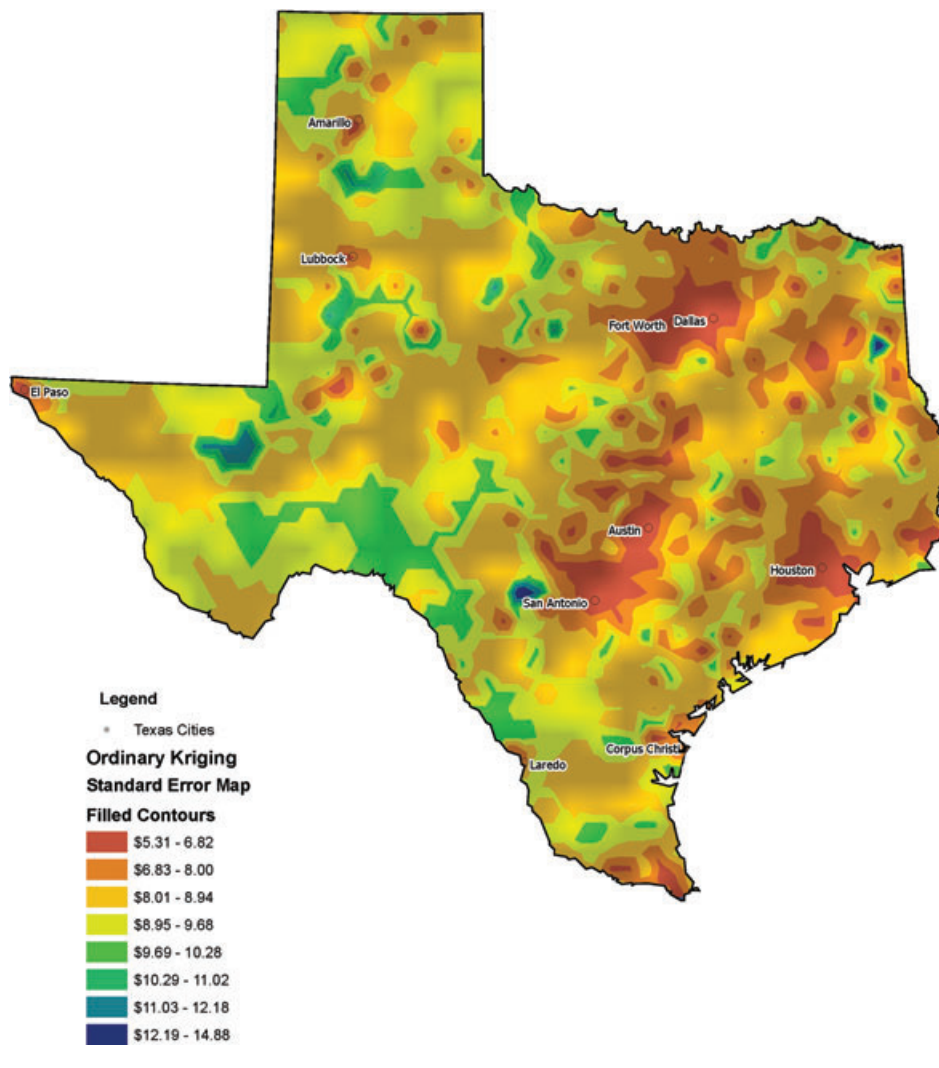 Amarillo
Lubbock
Fort Worth Dallas
El Paso
Austin
Houston
San Antonio
Corpus Christi
Laredo
Legend
Texas Cities
Ordinary Kriging
Standard Error Map
Filled Contours
$5.31 - 6.82
$6.83 - 8.00
$8.01 - 8.94
$8.95 - 9.68
$9.69 - 10.28
$10.29 - 11.02
$11.03 - 12.18
$12.19 - 14.88